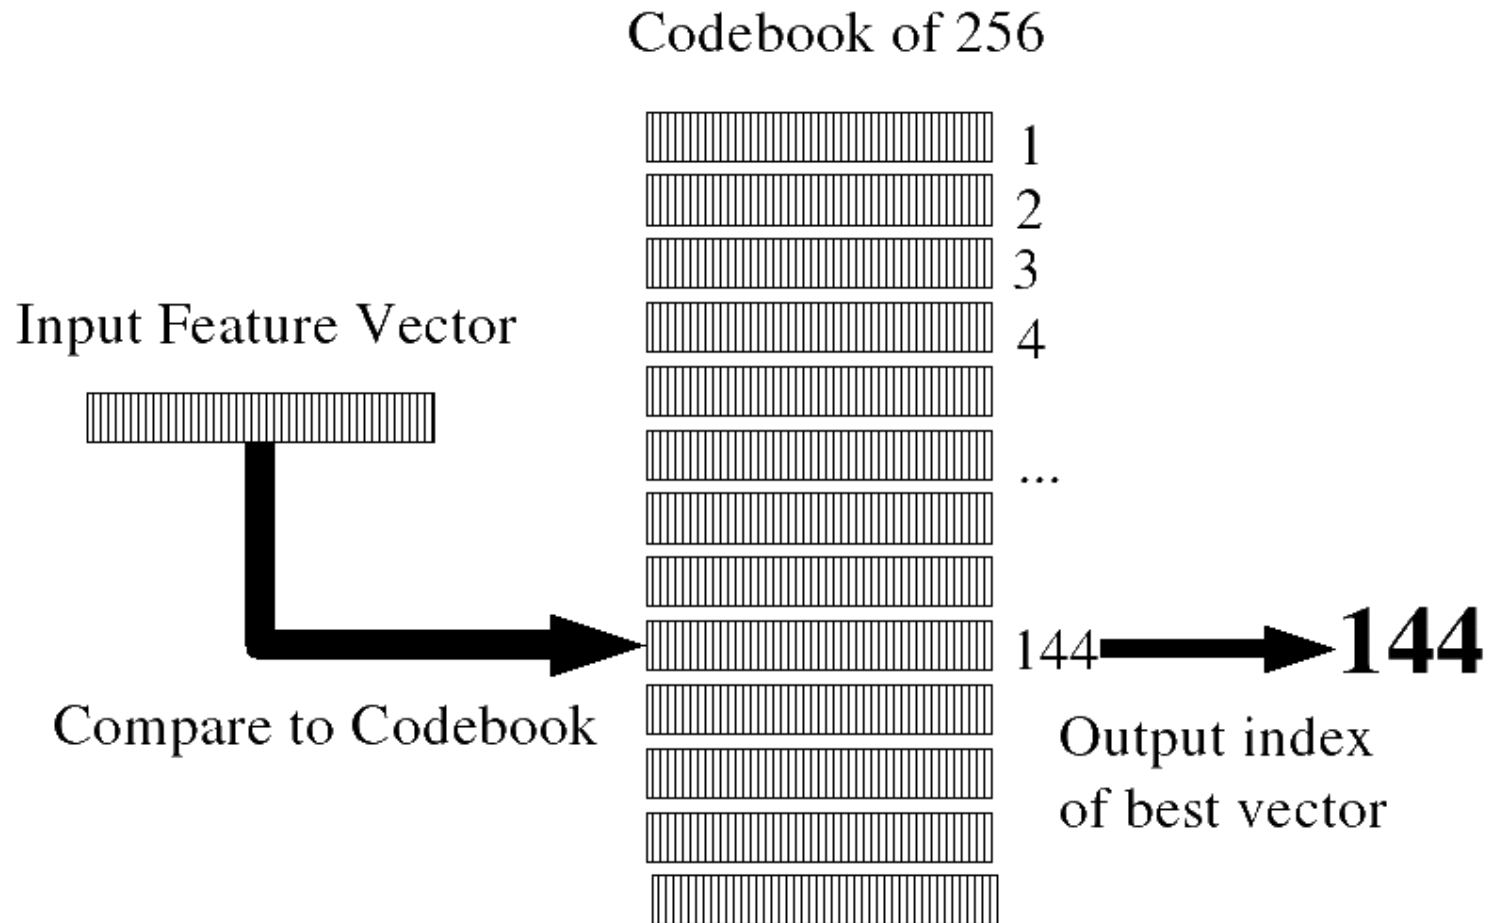 Codebook of 256
1
2
3
Input Feature Vector
4
...
144
144
Compare to Codebook
Output index
of best vector